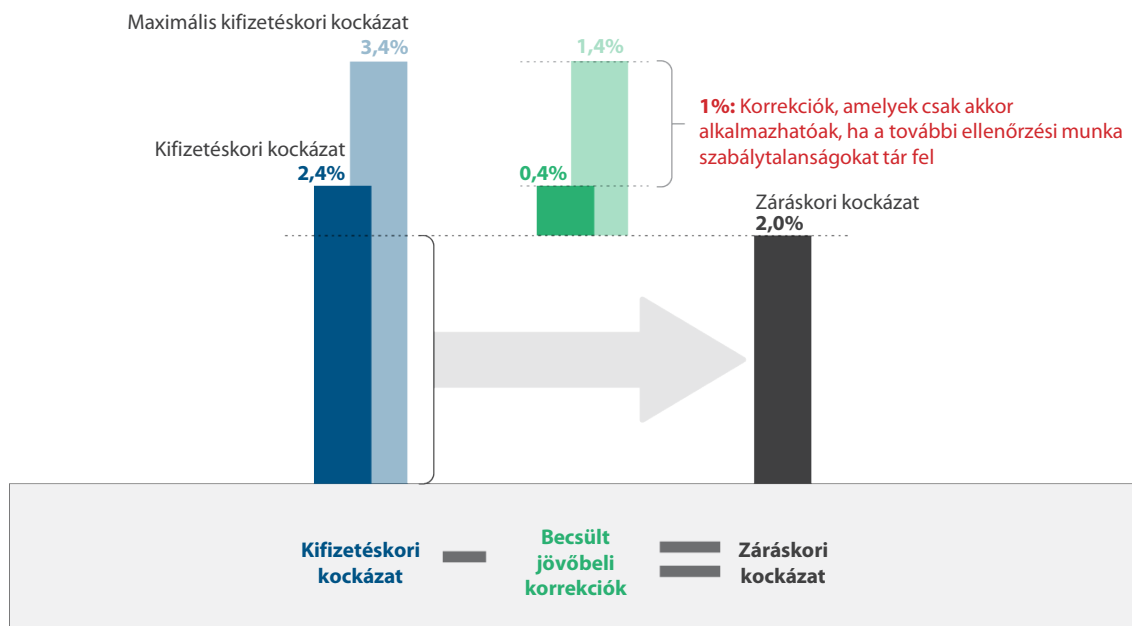 Maximális kifizetéskori kockázat
3,4%
1,4%
1%: Korrekciók, amelyek csak akkor
alkalmazhatóak, ha a további ellenőrzési munka
szabálytalanságokat tár fel
Kifizetéskori kockázat
2,4%
0,4%
Záráskori kockázat
2,0%
Kifizetéskori
kockázat
Becsült
jövőbeli
korrekciók
Záráskori
kockázat